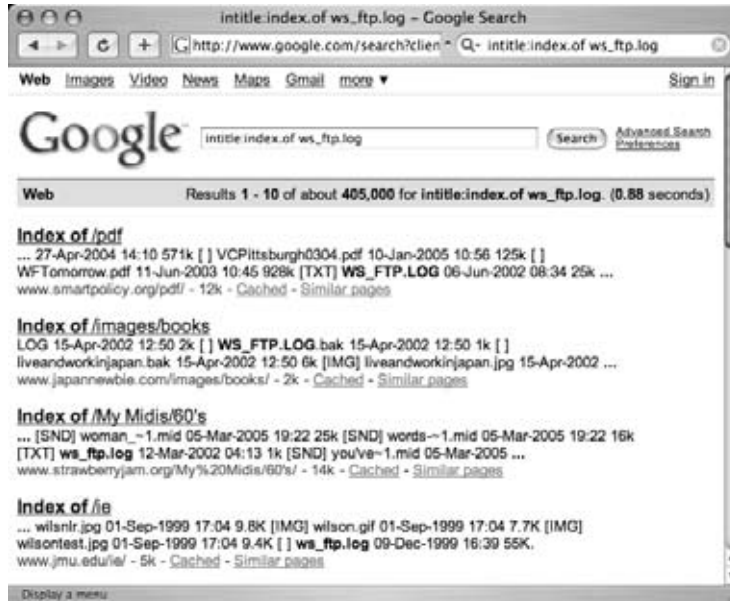 intitle:index.of ws_ftp.log – Google Search
http://www.google.com/search?clien intitle:index.of ws_ftp.log
Web Images Video News Maps Gmail more ▼ Sign in
Google intitle:index.of ws_ftp.log Search Advanced Search
Preferences
Web Results 1 - 10 of about 405,000 for intitle:index.of ws_ftp.log. (0.88 seconds)
Index of /pdf
... 27-Apr-2004 14:10 571k [ ] VCPittsburgh0304.pdf 10-Jan-2005 10:56 125k [ ]
WFTomorrow.pdf 11-Jun-2003 10:45 928k [TXT] WS_FTP.LOG 06-Jun-2002 08:34 25k ...
www.smartpolicy.org/pdf/ - 12k - Cached - Similar pages
Index of /images/books
LOG 15-Apr-2002 12:50 2k [ ] WS_FTP.LOG.bak 15-Apr-2002 12:50 1k [ ]
liveandworkinjapan.bak 15-Apr-2002 12:50 6k [IMG] liveandworkinjapan.jpg 15-Apr-2002 ...
www.japannewbie.com/images/books/ - 2k - Cached - Similar pages
Index of /My Midis/60's
... [SND] woman_~1.mid 05-Mar-2005 19:22 25k [SND] words-~1.mid 05-Mar-2005 19:22 16k
[TXT] ws_ftp.log 12-Mar-2002 04:13 1k [SND] you've~1.mid 05-Mar-2005 ...
www.strawberryjam.org/My%20Midis/60's/ - 14k - Cached - Similar pages
Index of /ie
... wilsnlr.jpg 01-Sep-1999 17:04 9.8K [IMG] wilson.gif 01-Sep-1999 17:04 7.7K [IMG]
wilsontest.jpg 01-Sep-1999 17:04 9.4K [ ] ws_ftp.log 09-Dec-1999 16:39 55K.
www.jmu.edu/ie/ - 5k - Cached - Similar pages
Display a menu